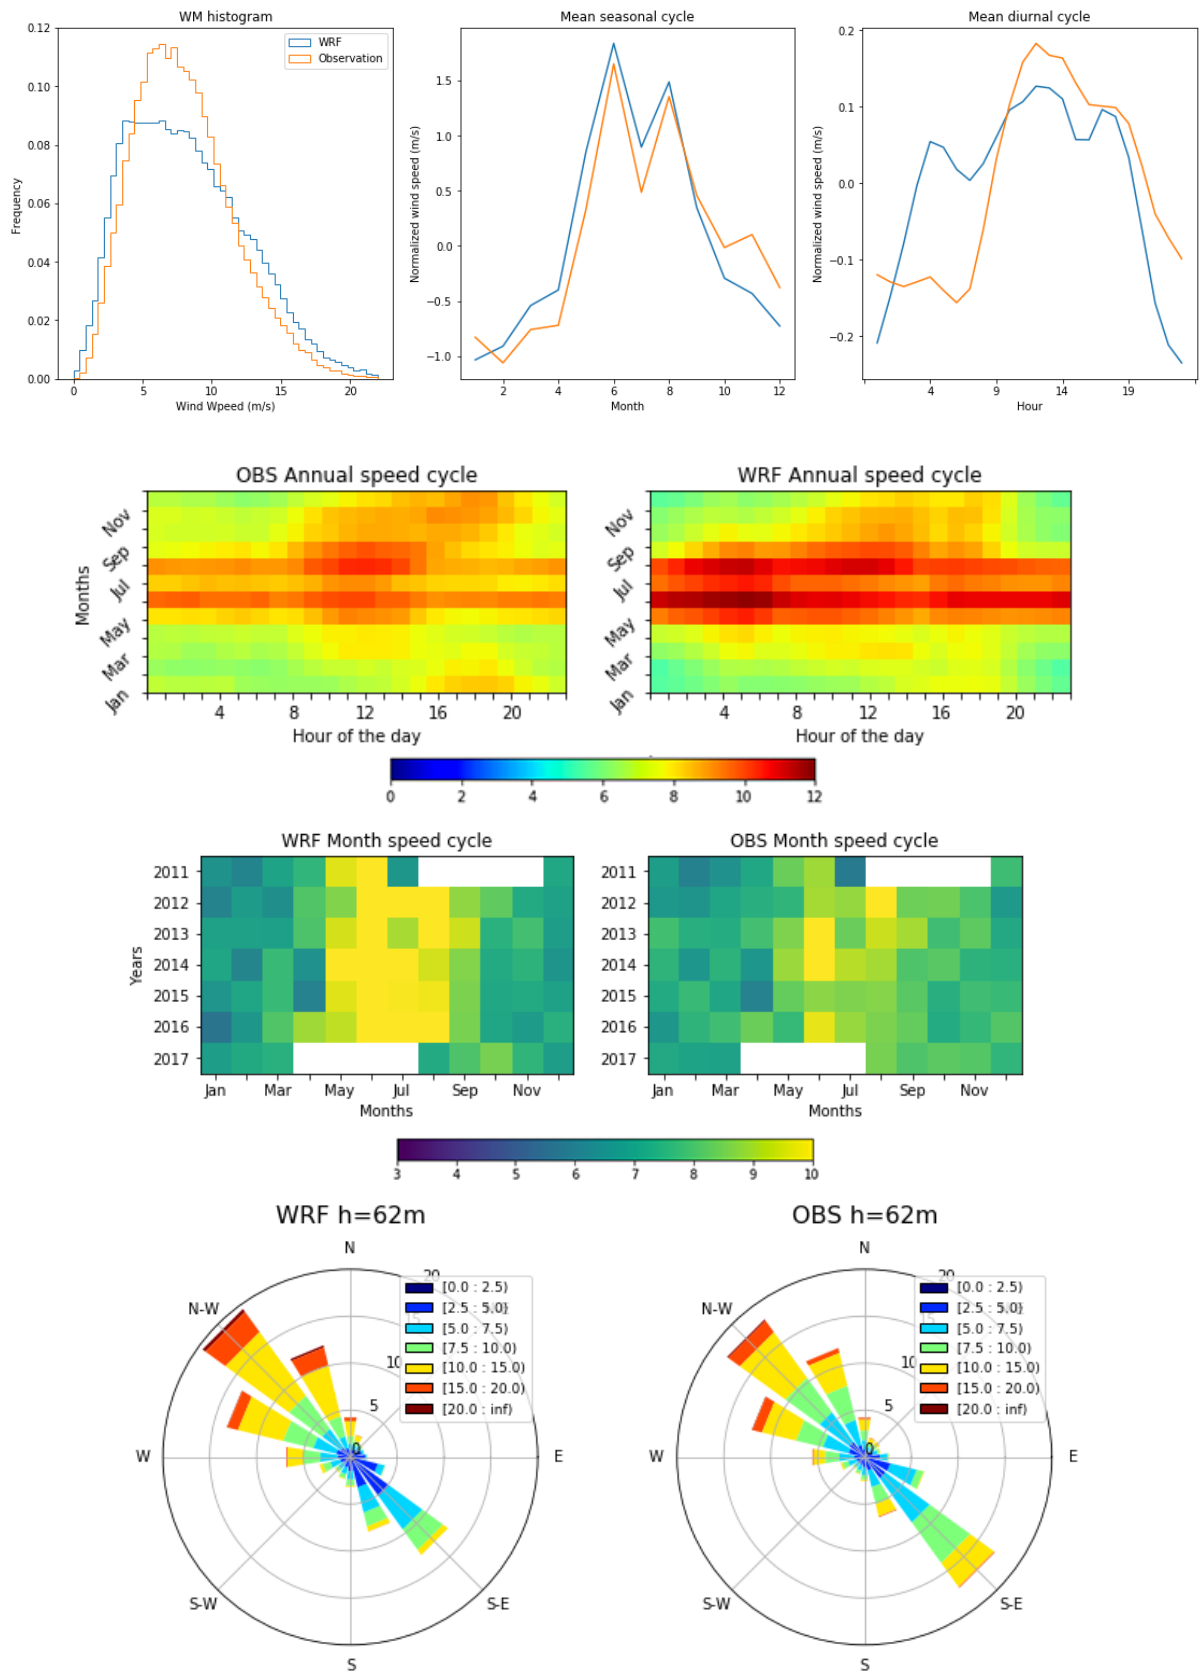 WM histogram
Mean seasonal cycle
Mean diurnal cycle
WRF
Observation
0.12
0.10
0.08
0.06
0.04
0.02
0.00
Frequency
0 5 10 15 20
Wind Wpeed (m/s)
1.5
1.0
0.5
0.0
−0.5
−1.0
Normalized wind speed (m/s)
2 4 6 8 10 12
Month
0.2
0.1
0.0
−0.1
−0.2
Normalized wind speed (m/s)
4 9 14 19
Hour
OBS Annual speed cycle
WRF Annual speed cycle
Months
Nov
Sep
Jul
May
Mar
Jan
4 8 12 16 20
Hour of the day
Nov
Sep
Jul
May
Mar
Jan
4 8 12 16 20
Hour of the day
0 2 4 6 8 10 12
WRF Month speed cycle
OBS Month speed cycle
Years
2011
2012
2013
2014
2015
2016
2017
Jan Mar May Jul Sep Nov
Months
2011
2012
2013
2014
2015
2016
2017
Jan Mar May Jul Sep Nov
Months
3 4 5 6 7 8 9 10
WRF h=62m
N
N-W
W
S-W
S
S-E
E
0
5
10
15
20
[0.0 : 2.5)
[2.5 : 5.0)
[5.0 : 7.5)
[7.5 : 10.0)
[10.0 : 15.0)
[15.0 : 20.0)
[20.0 : inf)
OBS h=62m
N
N-W
W
S-W
S
S-E
E
0
5
10
20
[0.0 : 2.5)
[2.5 : 5.0)
[5.0 : 7.5)
[7.5 : 10.0)
[10.0 : 15.0)
[15.0 : 20.0)
[20.0 : inf)